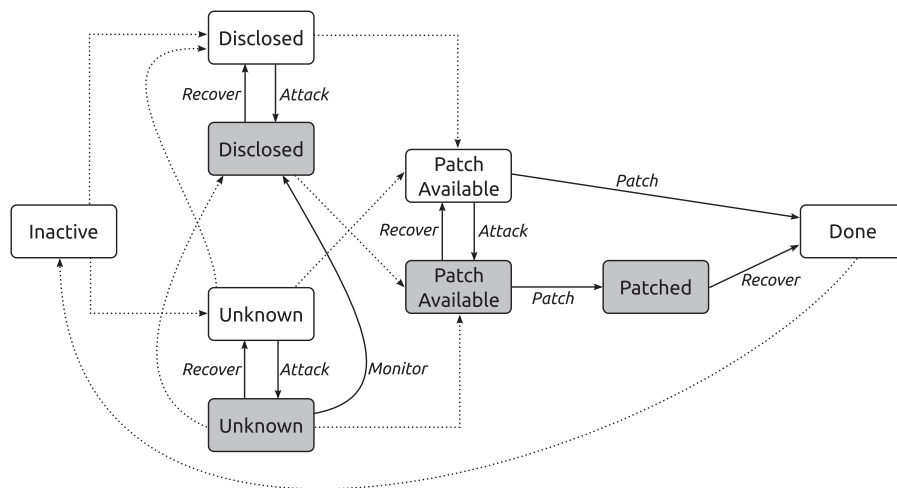 Disclosed
Recover
Attack
Disclosed
Patch
Available
Patch
Inactive
Recover
Attack
Done
Patch
Available
Patch
Patched
Recover
Unknown
Recover
Attack
Monitor
Unknown